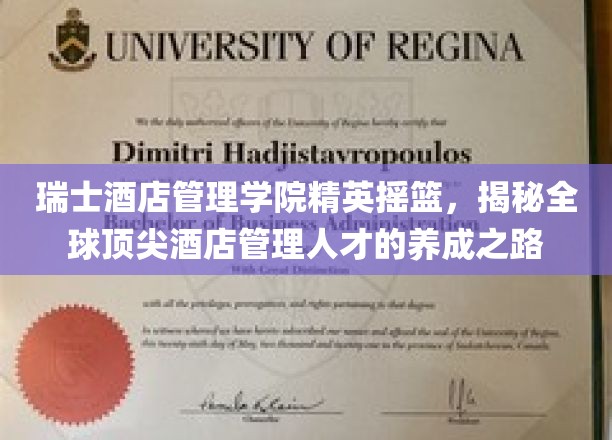 UNIVERSITY OF REGINA
We the duly authorized officers of the University of Regina hereby certify that
Dimitri Hadjistavropoulos
瑞士酒店管理学院精英摇篮，揭秘全
Bachelor of Business Administration
球顶尖酒店管理人才的养成之路
With Great Distinction
with all the privileges, prerogatives, and rights pertaining to that degree.
In witness whereof we have hereto subscribed our names and affixed the seal of the University of Regina,
this day of May, two thousand and twenty-one in the province of Saskatchewan, Canada.
Chancellor
President